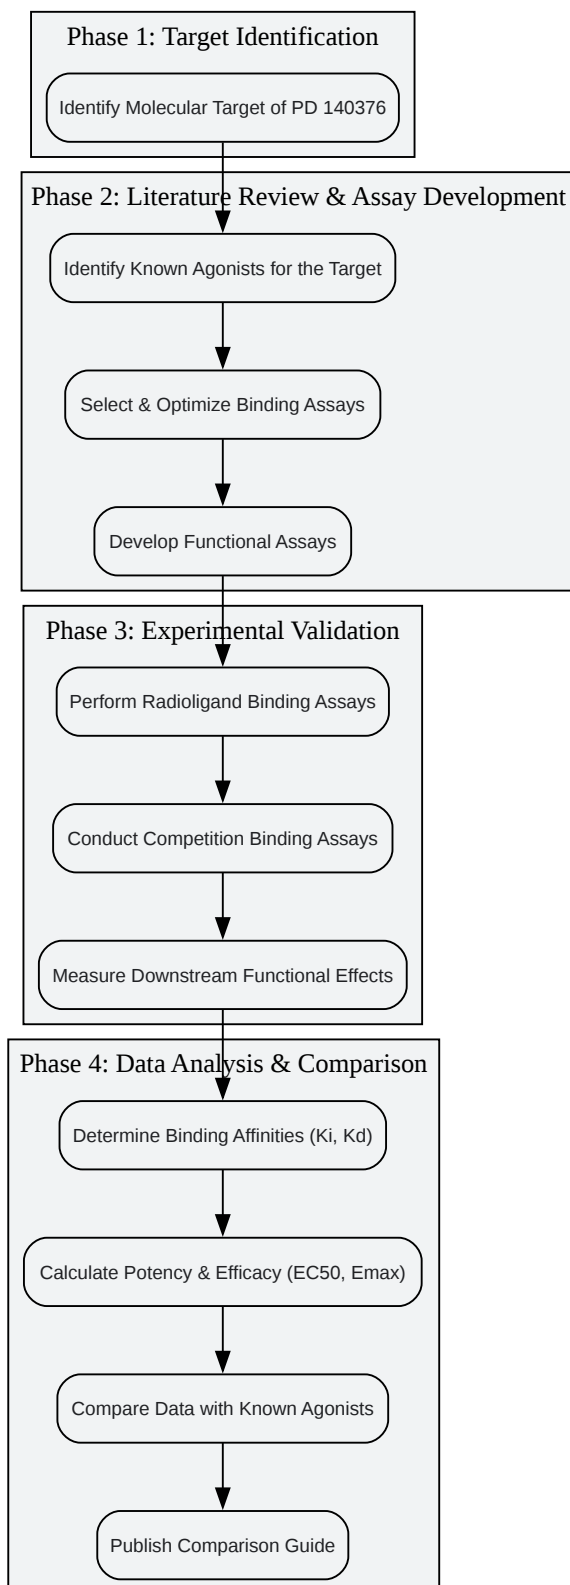 Phase 1: Target Identification
Identify Molecular Target of PD 140376
Phase 2: Literature Review & Assay Development
Identify Known Agonists for the Target
Select & Optimize Binding Assays
Develop Functional Assays
Phase 3: Experimental Validation
Perform Radioligand Binding Assays
Conduct Competition Binding Assays
Measure Downstream Functional Effects
Phase 4: Data Analysis & Comparison
Determine Binding Affinities (Ki, Kd)
Calculate Potency & Efficacy (EC50, Emax)
Compare Data with Known Agonists
Publish Comparison Guide